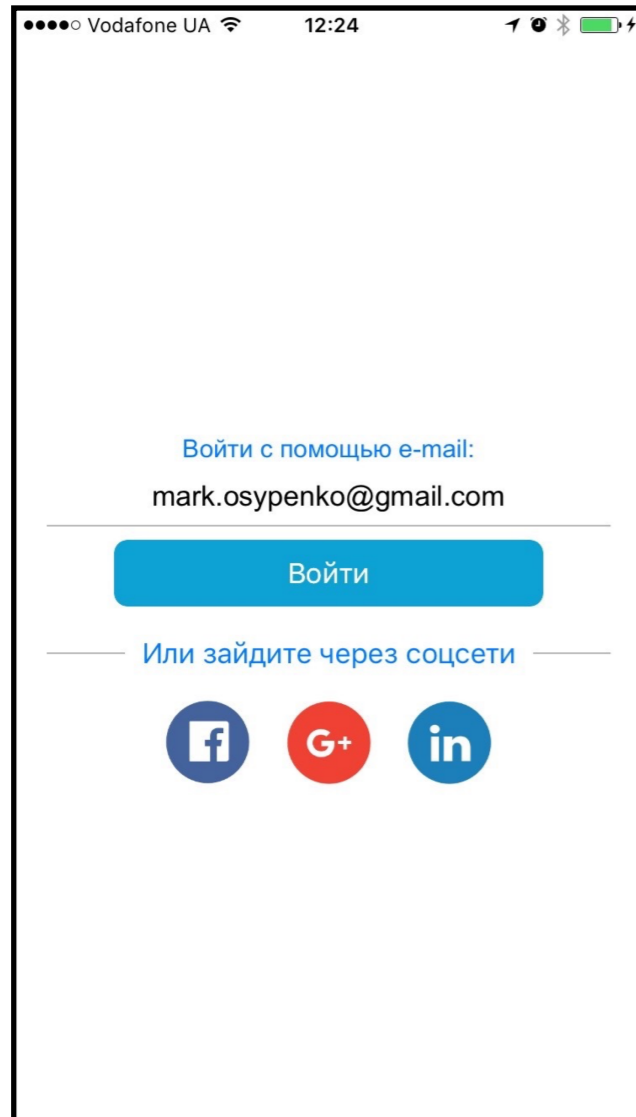 Vodafone UA 12:24
Войти с помощью e-mail:
mark.osypenko@gmail.com
Войти
Или зайдите через соцсети
f G+ in